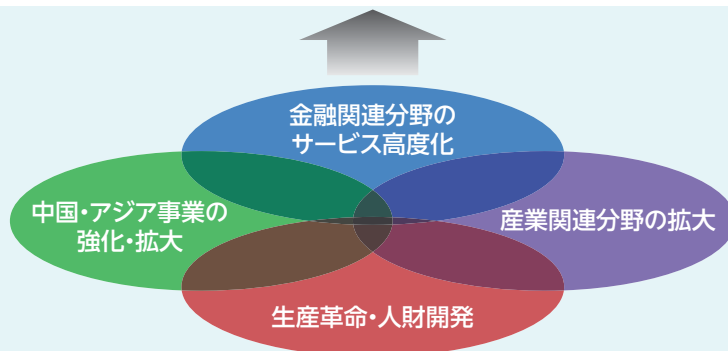 金融関連分野の
サービス高度化
中国・アジア事業の
強化・拡大
産業関連分野の拡大
生産革命・人財開発